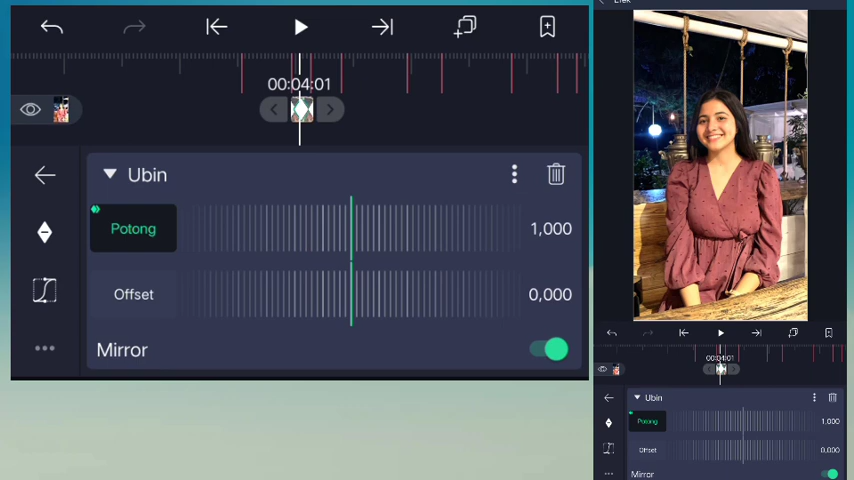 00:04:01
Ubin
Potong
1,000
Offset
0,000
Mirror
Efek
00:04:01
Ubin
Potong
1,000
Offset
0,000
Mirror